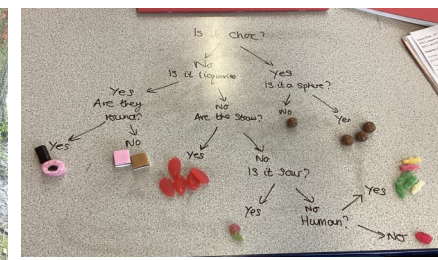 Is it Choc?
No
Is it liquorice
Yes
Is it a sphere?
Yes
Are they
round?
No
Are the Straw?
No
Yes
Yes
No
Yes
No
Is it Sour?
Yes
No
Human?
Yes
No